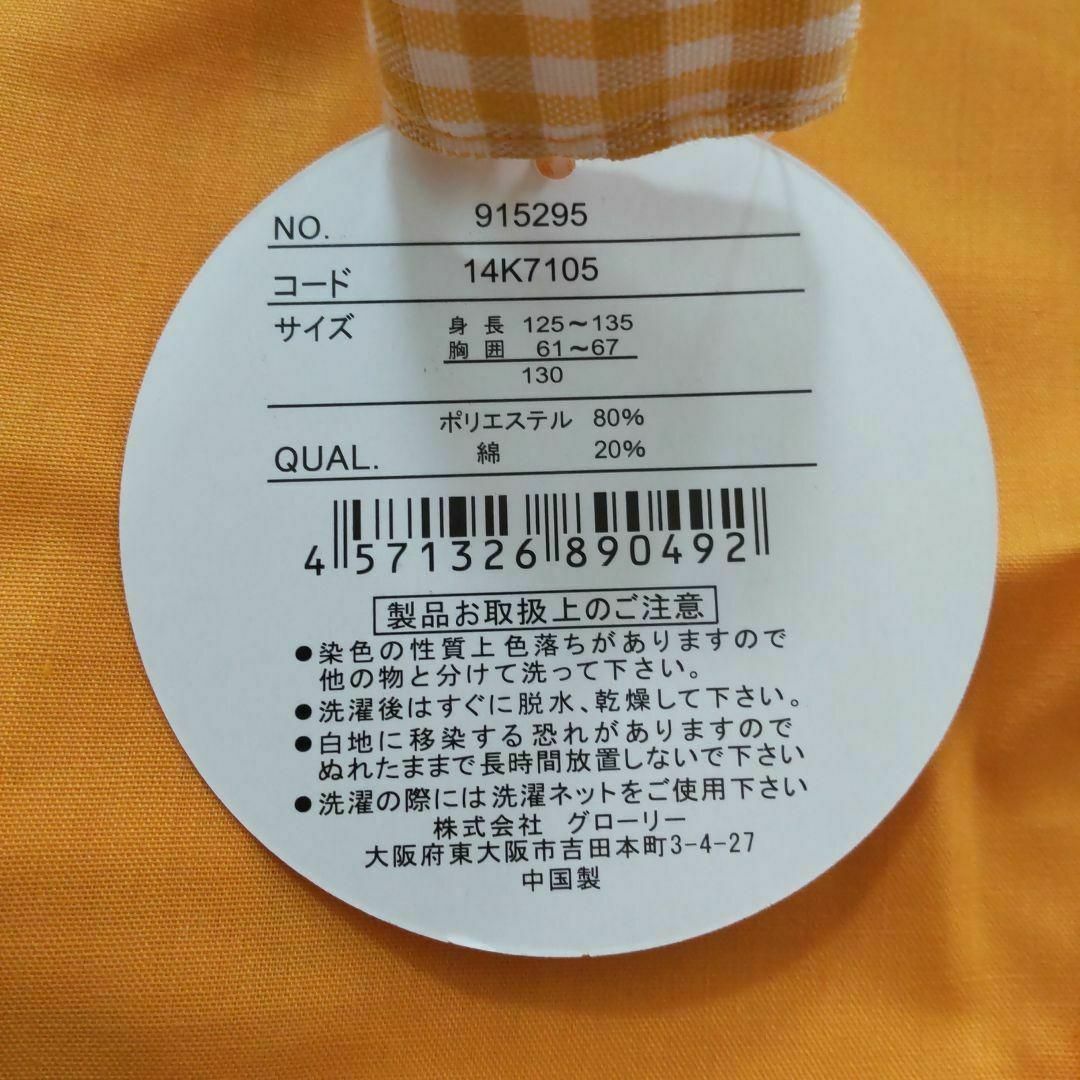 NO. 915295
コード 14K7105
サイズ 身長 125～135
胸囲 61～67
130
ポリエステル 80%
QUAL. 綿 20%
4 571326 890492
製品お取扱上のご注意
●染色の性質上色落ちがありますので
他の物と分けて洗って下さい。
●洗濯後はすぐに脱水、乾燥して下さい。
●白地に移染する恐れがありますので
ぬれたままで長時間放置しないで下さい
●洗濯の際には洗濯ネットをご使用下さい
株式会社 グローリー
大阪府東大阪市吉田本町3-4-27
中国製